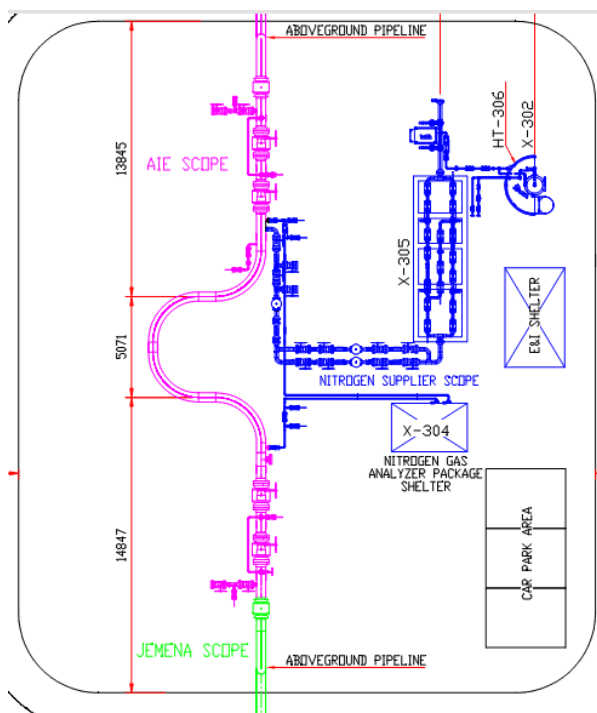 ABOVEGROUND PIPELINE
HT-306
X-302
13845
AIE SCOPE
X-305
5071
E&I SHELTER
NITROGEN SUPPLIER SCOPE
X-304
NITROGEN GAS
ANALYZER PACKAGE
SHELTER
14847
CAR PARK AREA
JEMENA SCOPE
ABOVEGROUND PIPELINE